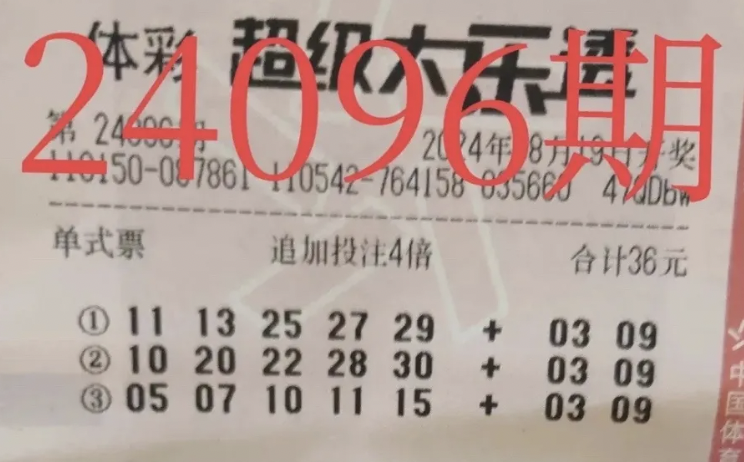 体彩 超级大乐透
24096期
第 24096期 2024年08月19日开奖
110150-087861 110542-764158 035660 47QDbw
单式票 追加投注4倍 合计36元
① 11 13 25 27 29 + 03 09
② 10 20 22 28 30 + 03 09
③ 05 07 10 11 15 + 03 09
中国体育